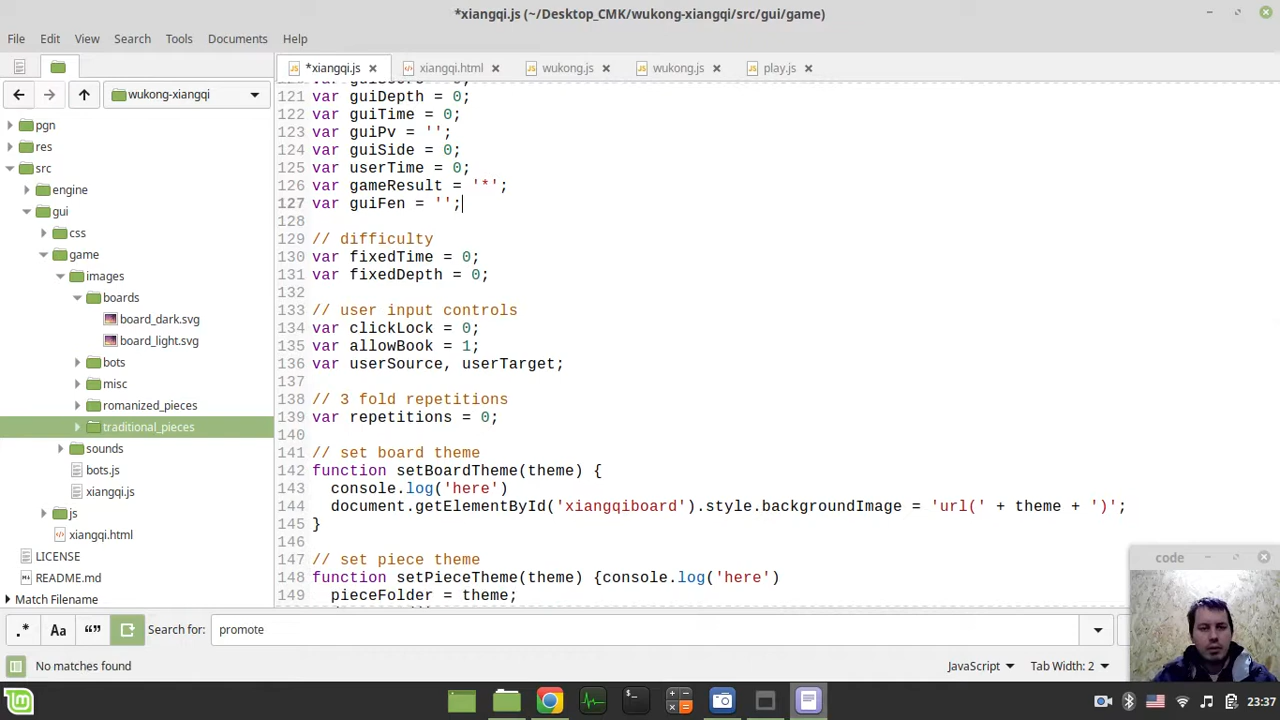 *xiangqi.js (~/Desktop_CMK/wukong-xiangqi/src/gui/game)
File Edit View Search Tools Documents Help
*xiangqi.js xiangqi.html wukong.js wukong.js play.js
wukong-xiangqi
pgn
res
src
engine
gui
css
game
images
boards
board_dark.svg
board_light.svg
bots
misc
romanized_pieces
traditional_pieces
sounds
bots.js
xiangqi.js
js
xiangqi.html
LICENSE
README.md
Match Filename
121 var guiDepth = 0;
122 var guiTime = 0;
123 var guiPv = '';
124 var guiSide = 0;
125 var userTime = 0;
126 var gameResult = '*';
127 var guiFen = '';
128
129 // difficulty
130 var fixedTime = 0;
131 var fixedDepth = 0;
132
133 // user input controls
134 var clickLock = 0;
135 var allowBook = 1;
136 var userSource, userTarget;
137
138 // 3 fold repetitions
139 var repetitions = 0;
140
141 // set board theme
142 function setBoardTheme(theme) {
143 console.log('here')
144 document.getElementById('xiangqiboard').style.backgroundImage = 'url(' + theme + ')';
145 }
146
147 // set piece theme
148 function setPieceTheme(theme) {console.log('here')
149 pieceFolder = theme;
code
.* Aa “” Search for: promote
No matches found JavaScript Tab Width: 2
23:37